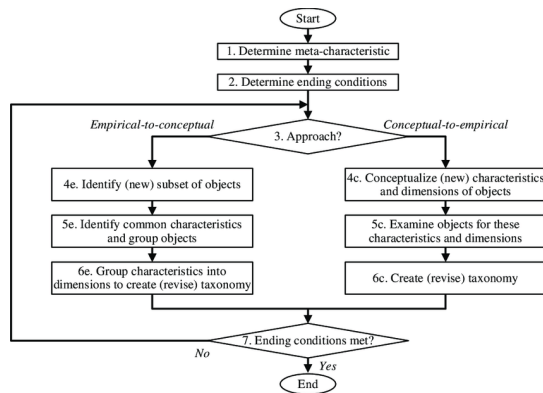 Start
1. Determine meta-characteristic
2. Determine ending conditions
Empirical-to-conceptual
3. Approach?
Conceptual-to-empirical
4e. Identify (new) subset of objects
5e. Identify common characteristics
and group objects
6e. Group characteristics into
dimensions to create (revise) taxonomy
4c. Conceptualize (new) characteristics
and dimensions of objects
5c. Examine objects for these
characteristics and dimensions
6c. Create (revise) taxonomy
7. Ending conditions met?
No
Yes
End